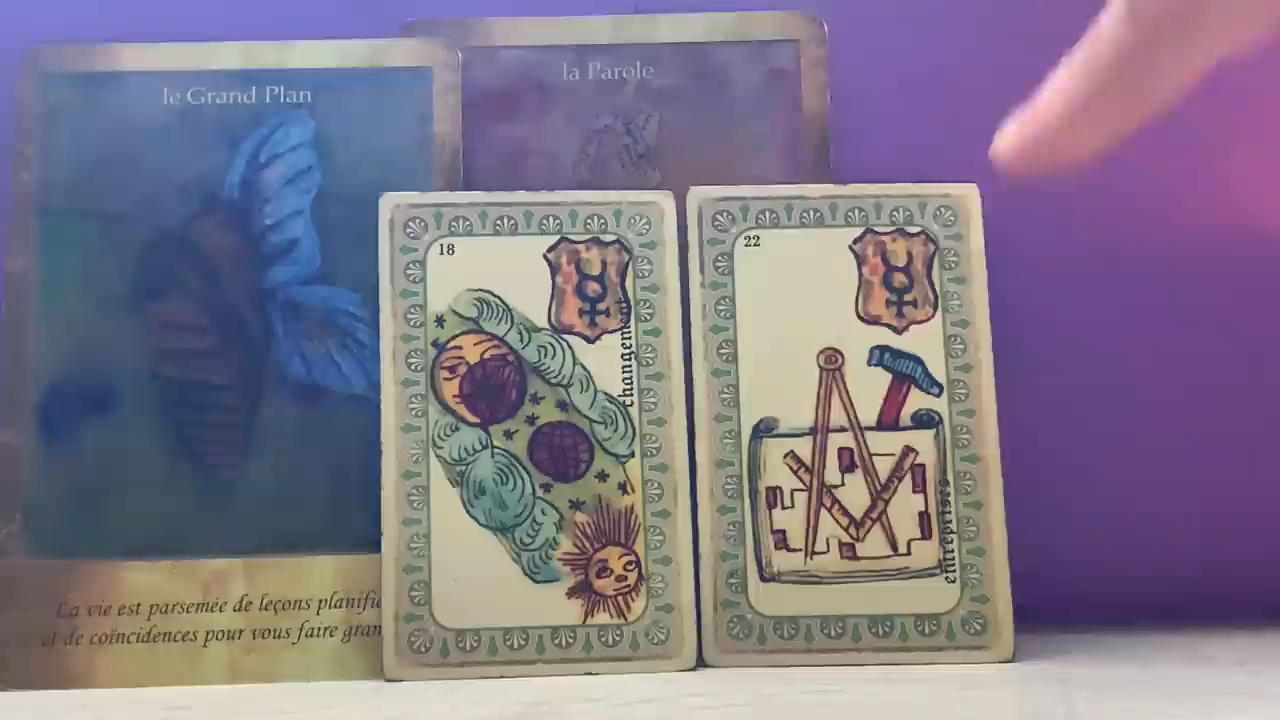 le Grand Plan
la Parole
La vie est parsemée de leçons planifi
et de coïncidences pour vous faire gran
18
changement
22
entreprises